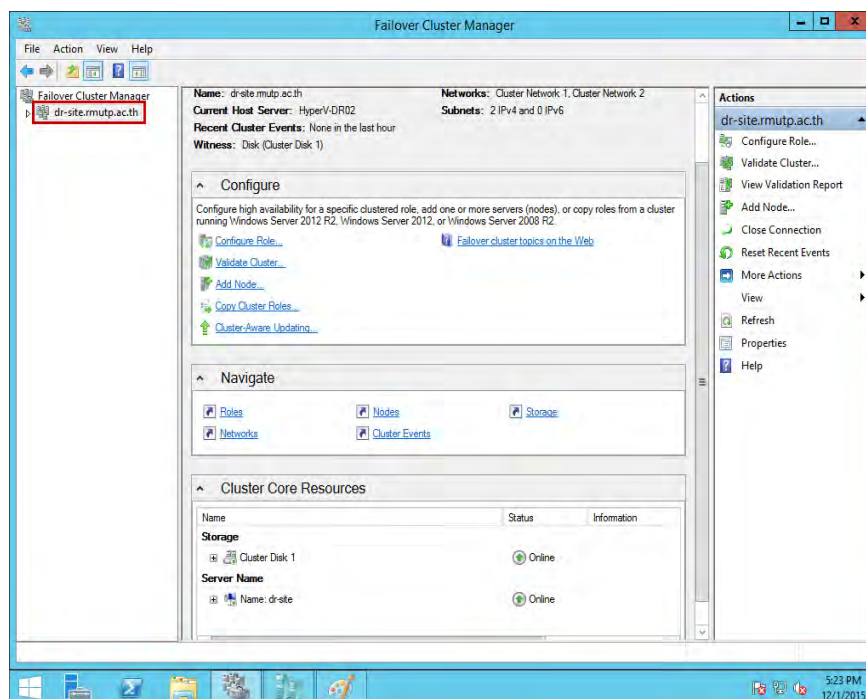 Failover Cluster Manager
File Action View Help
Failover Cluster Manager
dr-site.rmutp.ac.th
Name: dr-site.rmutp.ac.th
Networks: Cluster Network 1, Cluster Network 2
Current Host Server: HyperV-DR02
Subnets: 2 IPv4 and 0 IPv6
Recent Cluster Events: None in the last hour
Witness: Disk (Cluster Disk 1)
Configure
Configure high availability for a specific clustered role, add one or more servers (nodes), or copy roles from a cluster
running Windows Server 2012 R2, Windows Server 2012, or Windows Server 2008 R2.
Configure Role...
Failover cluster topics on the Web
Validate Cluster...
Add Node...
Copy Cluster Roles...
Cluster-Aware Updating...
Navigate
Roles
Nodes
Storage
Networks
Cluster Events
Cluster Core Resources
Name Status Information
Storage
Cluster Disk 1 Online
Server Name
Name: dr-site Online
Actions
dr-site.rmutp.ac.th
Configure Role...
Validate Cluster...
View Validation Report
Add Node...
Close Connection
Reset Recent Events
More Actions
View
Refresh
Properties
Help
5:23 PM